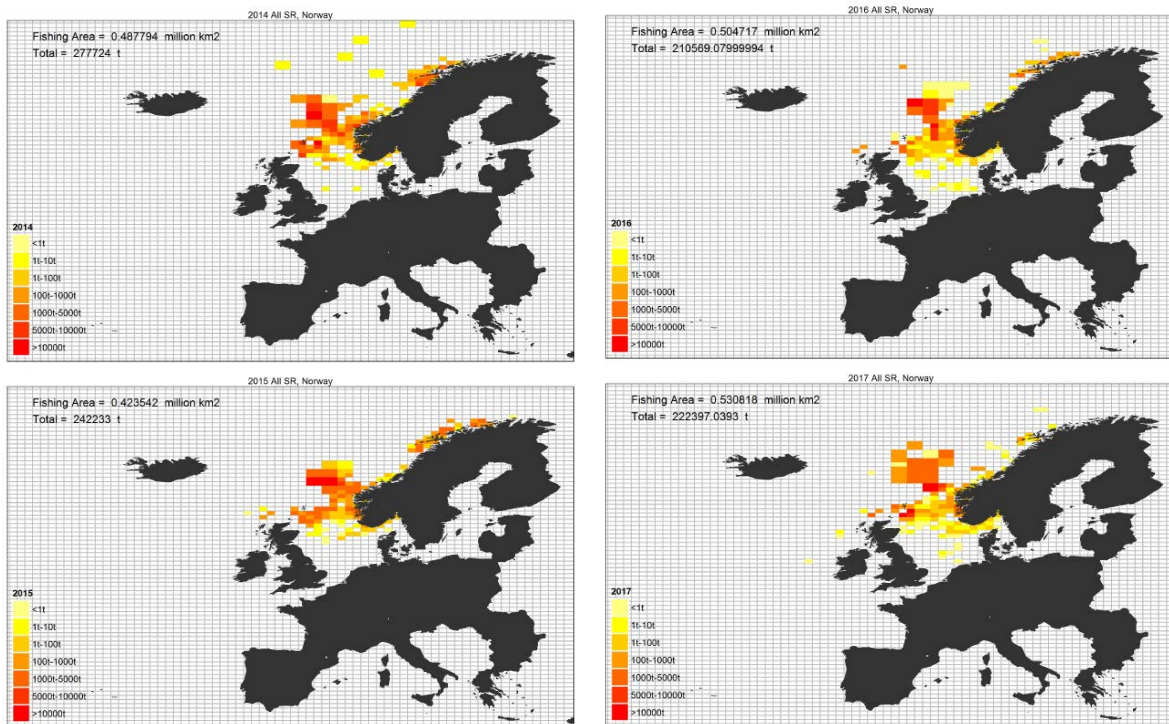 2014 All SR, Norway
Fishing Area = 0.487794 million km2
Total = 277724 t
2014
<1t
1t-10t
1t-100t
100t-1000t
1000t-5000t
5000t-10000t
>10000t
2016 All SR, Norway
Fishing Area = 0.504717 million km2
Total = 210569.07999994 t
2016
<1t
1t-10t
1t-100t
100t-1000t
1000t-5000t
5000t-10000t
>10000t
2015 All SR, Norway
Fishing Area = 0.423542 million km2
Total = 242233 t
2015
<1t
1t-10t
1t-100t
100t-1000t
1000t-5000t
5000t-10000t
>10000t
2017 All SR, Norway
Fishing Area = 0.530818 million km2
Total = 222397.0393 t
2017
<1t
1t-10t
1t-100t
100t-1000t
1000t-5000t
5000t-10000t
>10000t